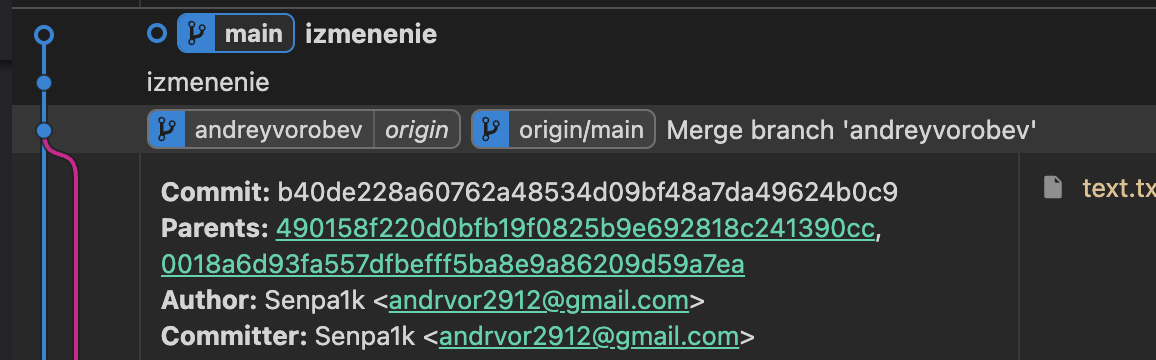 main izmenenie
izmenenie
andreyvorobev origin origin/main Merge branch 'andreyvorobev'
Commit: b40de228a60762a48534d09bf48a7da49624b0c9
text.tx
Parents: 490158f220d0bfb19f0825b9e692818c241390cc,
0018a6d93fa557dfbefff5ba8e9a86209d59a7ea
Author: Senpa1k <andrvor2912@gmail.com>
Committer: Senpa1k <andrvor2912@gmail.com>